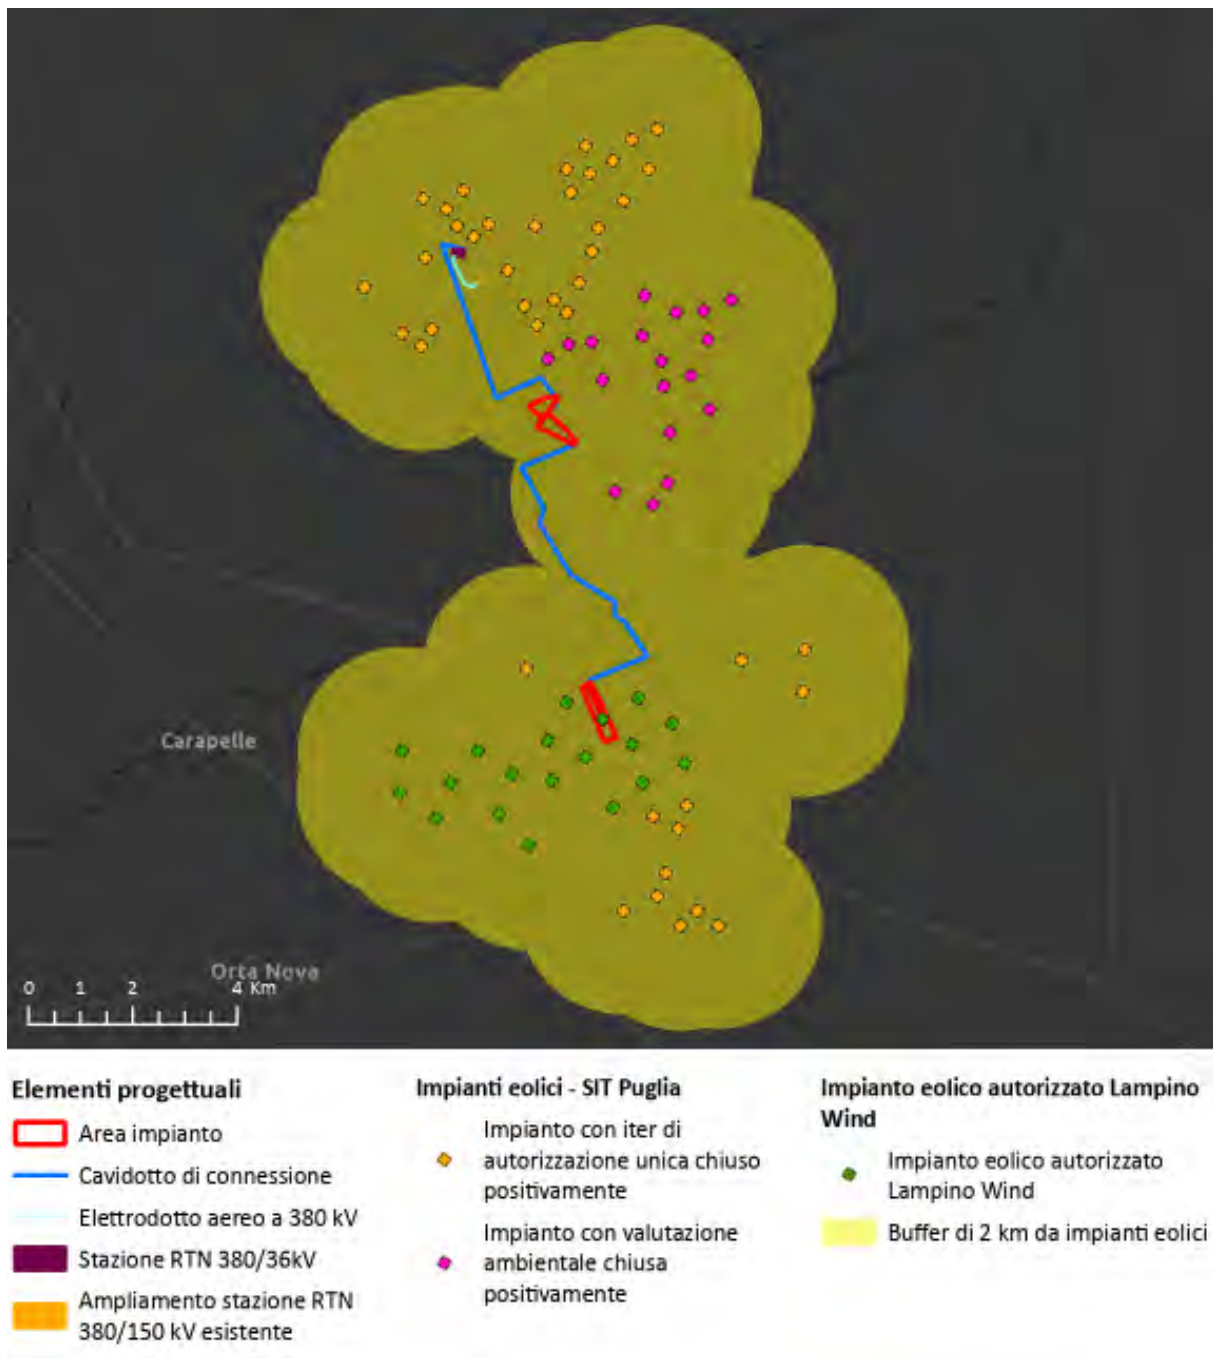 Carapelle
Orta Nova
0 1 2 4 Km
Elementi progettuali
Area impianto
Cavidotto di connessione
Elettrodotto aereo a 380 kV
Stazione RTN 380/36kV
Ampliamento stazione RTN
380/150 kV esistente
Impianti eolici - SIT Puglia
Impianto con iter di
autorizzazione unica chiuso
positivamente
Impianto con valutazione
ambientale chiusa
positivamente
Impianto eolico autorizzato Lampino
Wind
Impianto eolico autorizzato
Lampino Wind
Buffer di 2 km da impianti eolici